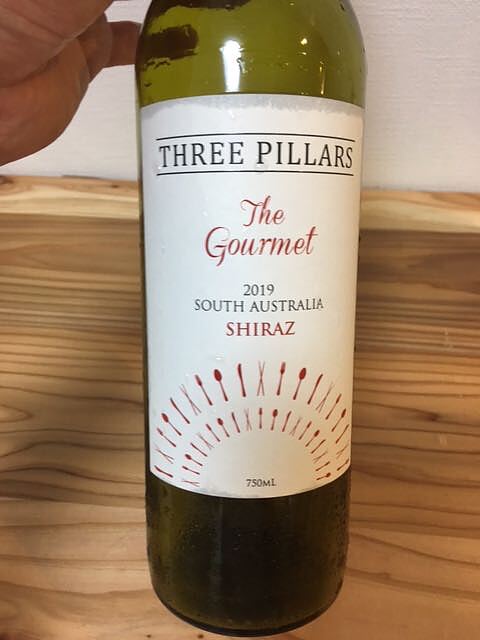 THREE PILLARS
The
Gourmet
2019
SOUTH AUSTRALIA
SHIRAZ
750ML